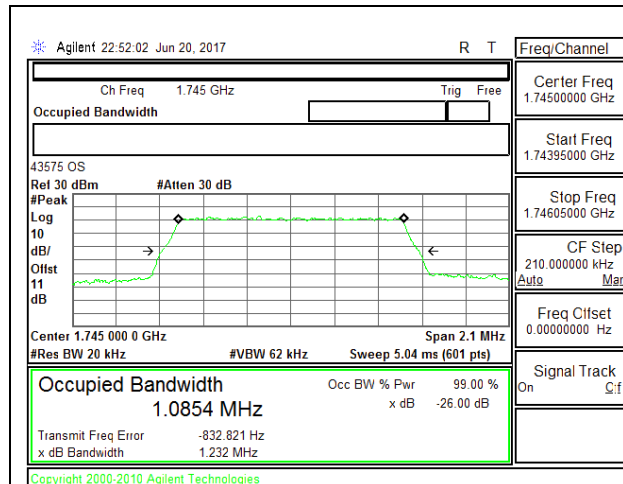 Agilent 22:52:02 Jun 20, 2017 R T
Freq/Channel
Ch Freq 1.745 GHz Trig Free
Occupied Bandwidth
Center Freq
1.74500000 GHz
Start Freq
1.74395000 GHz
Stop Freq
1.74605000 GHz
CF Step
210.000000 kHz
Auto Man
Freq Offset
0.00000000 Hz
Signal Track
On Off
43575 OS
Ref 30 dBm #Atten 30 dB
#Peak
Log
10
dB/
Offst
11
dB
Center 1.745 000 0 GHz Span 2.1 MHz
#Res BW 20 kHz #VBW 62 kHz Sweep 5.04 ms (601 pts)
Occupied Bandwidth Occ BW % Pwr 99.00 %
1.0854 MHz x dB -26.00 dB
Transmit Freq Error -832.821 Hz
x dB Bandwidth 1.232 MHz
Copyright 2000-2010 Agilent Technologies